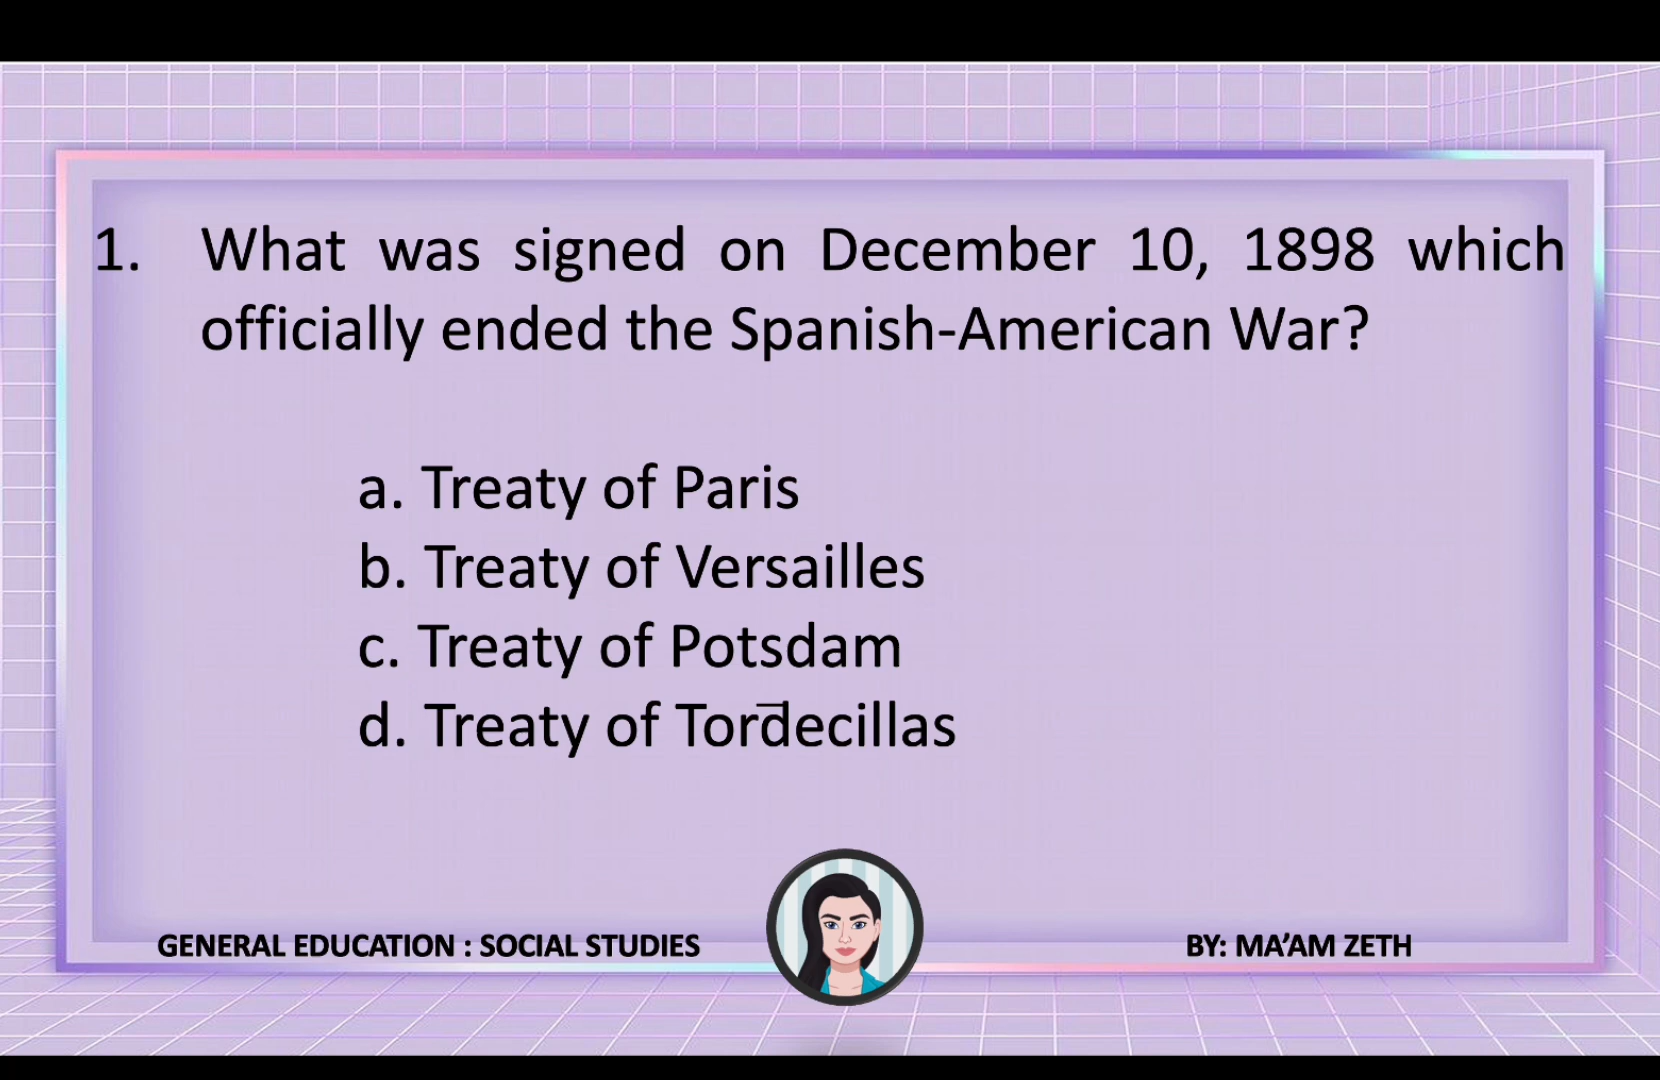 1. What was signed on December 10, 1898 which
officially ended the Spanish-American War?
a. Treaty of Paris
b. Treaty of Versailles
c. Treaty of Potsdam
d. Treaty of Tordecillas
GENERAL EDUCATION : SOCIAL STUDIES
BY: MA’AM ZETH